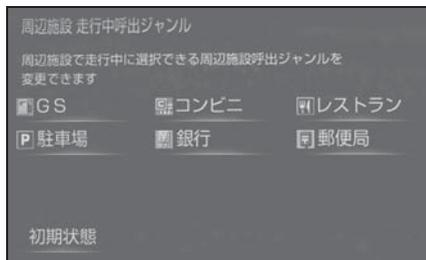 周辺施設 走行中呼出ジャンル
周辺施設で走行中に選択できる周辺施設呼出ジャンルを
変更できます
GS コンビニ レストラン
P 駐車場 銀行 郵便局
初期状態